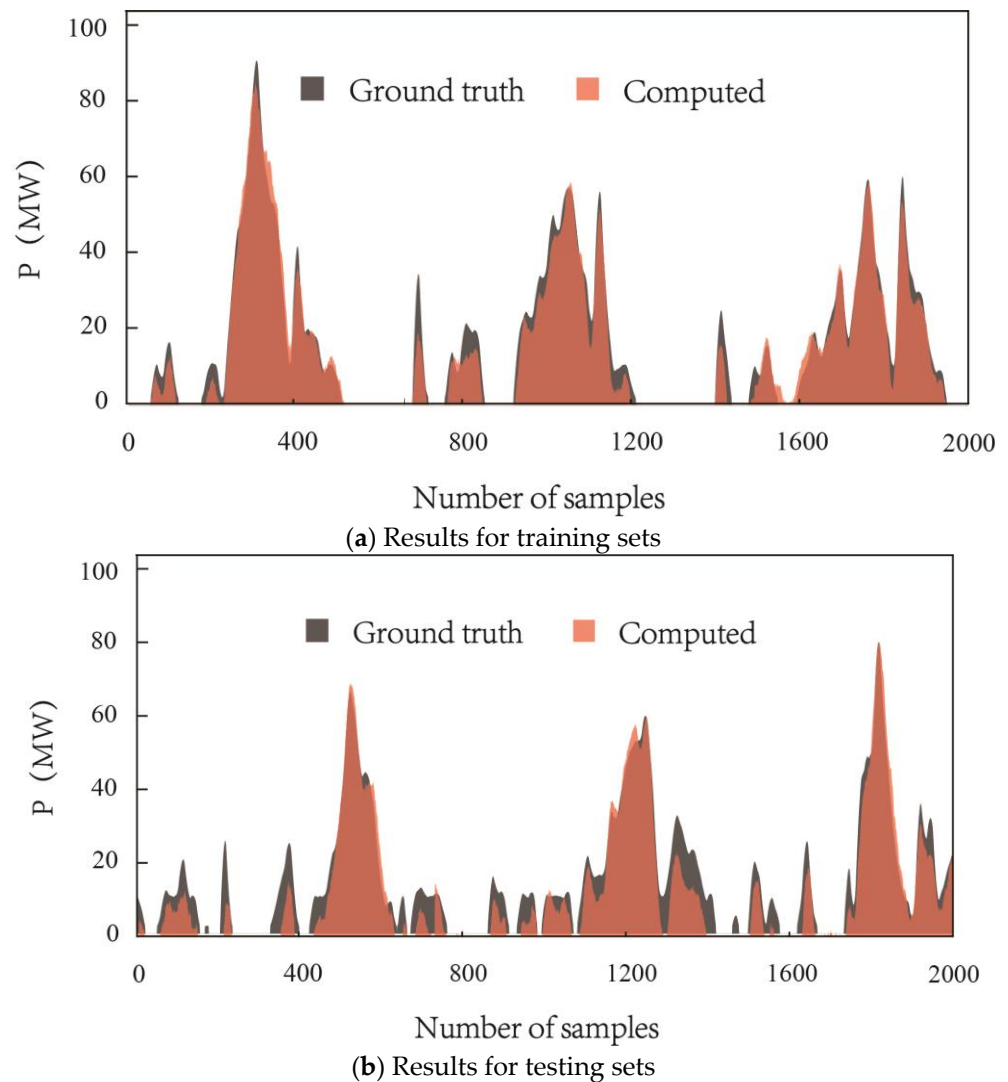 100
80
60
40
20
0
P (MW)
Ground truth Computed
0 400 800 1200 1600 2000
Number of samples
(a) Results for training sets
100
80
60
40
20
0
P (MW)
Ground truth Computed
0 400 800 1200 1600 2000
Number of samples
(b) Results for testing sets